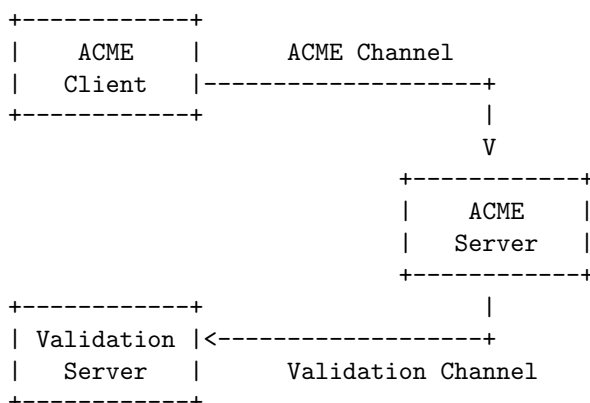 ACME ACME Channel
Client
ACME
Server
Validation
Server Validation Channel